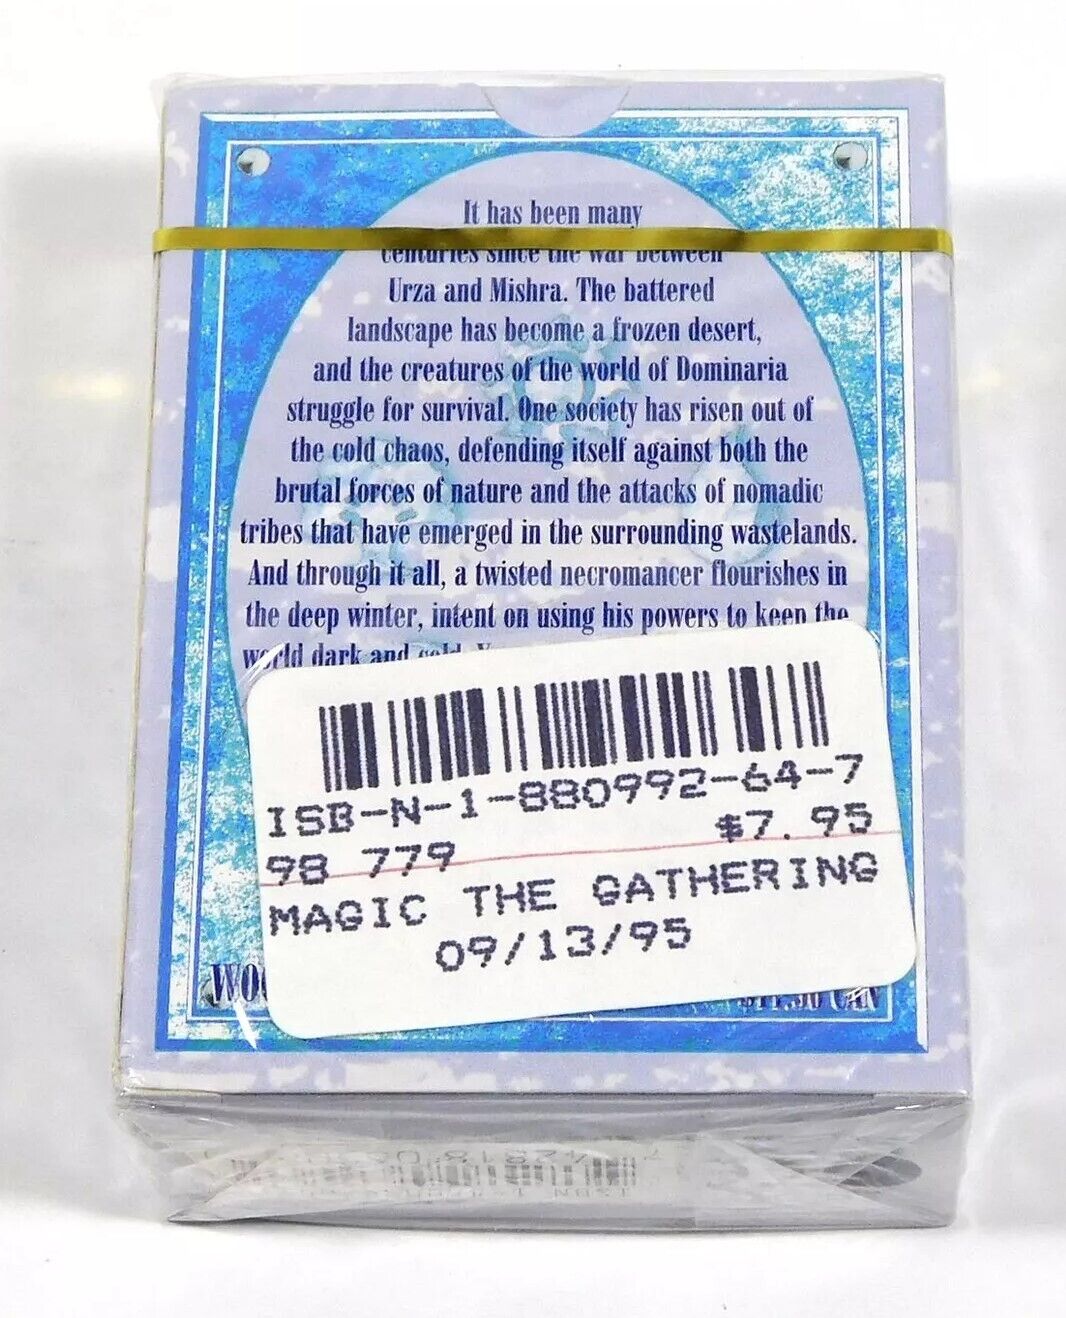 It has been many
centuries since the war between
Urza and Mishra. The battered
landscape has become a frozen desert,
and the creatures of the world of Dominaria
struggle for survival. One society has risen out of
the cold chaos, defending itself against both the
brutal forces of nature and the attacks of nomadic
tribes that have emerged in the surrounding wastelands.
And through it all, a twisted necromancer flourishes in
the deep winter, intent on using his powers to keep the
world dark and cold.
ISB-N-1-880992-64-7
98 779 $7.95
MAGIC THE GATHERING
09/13/95
CAN